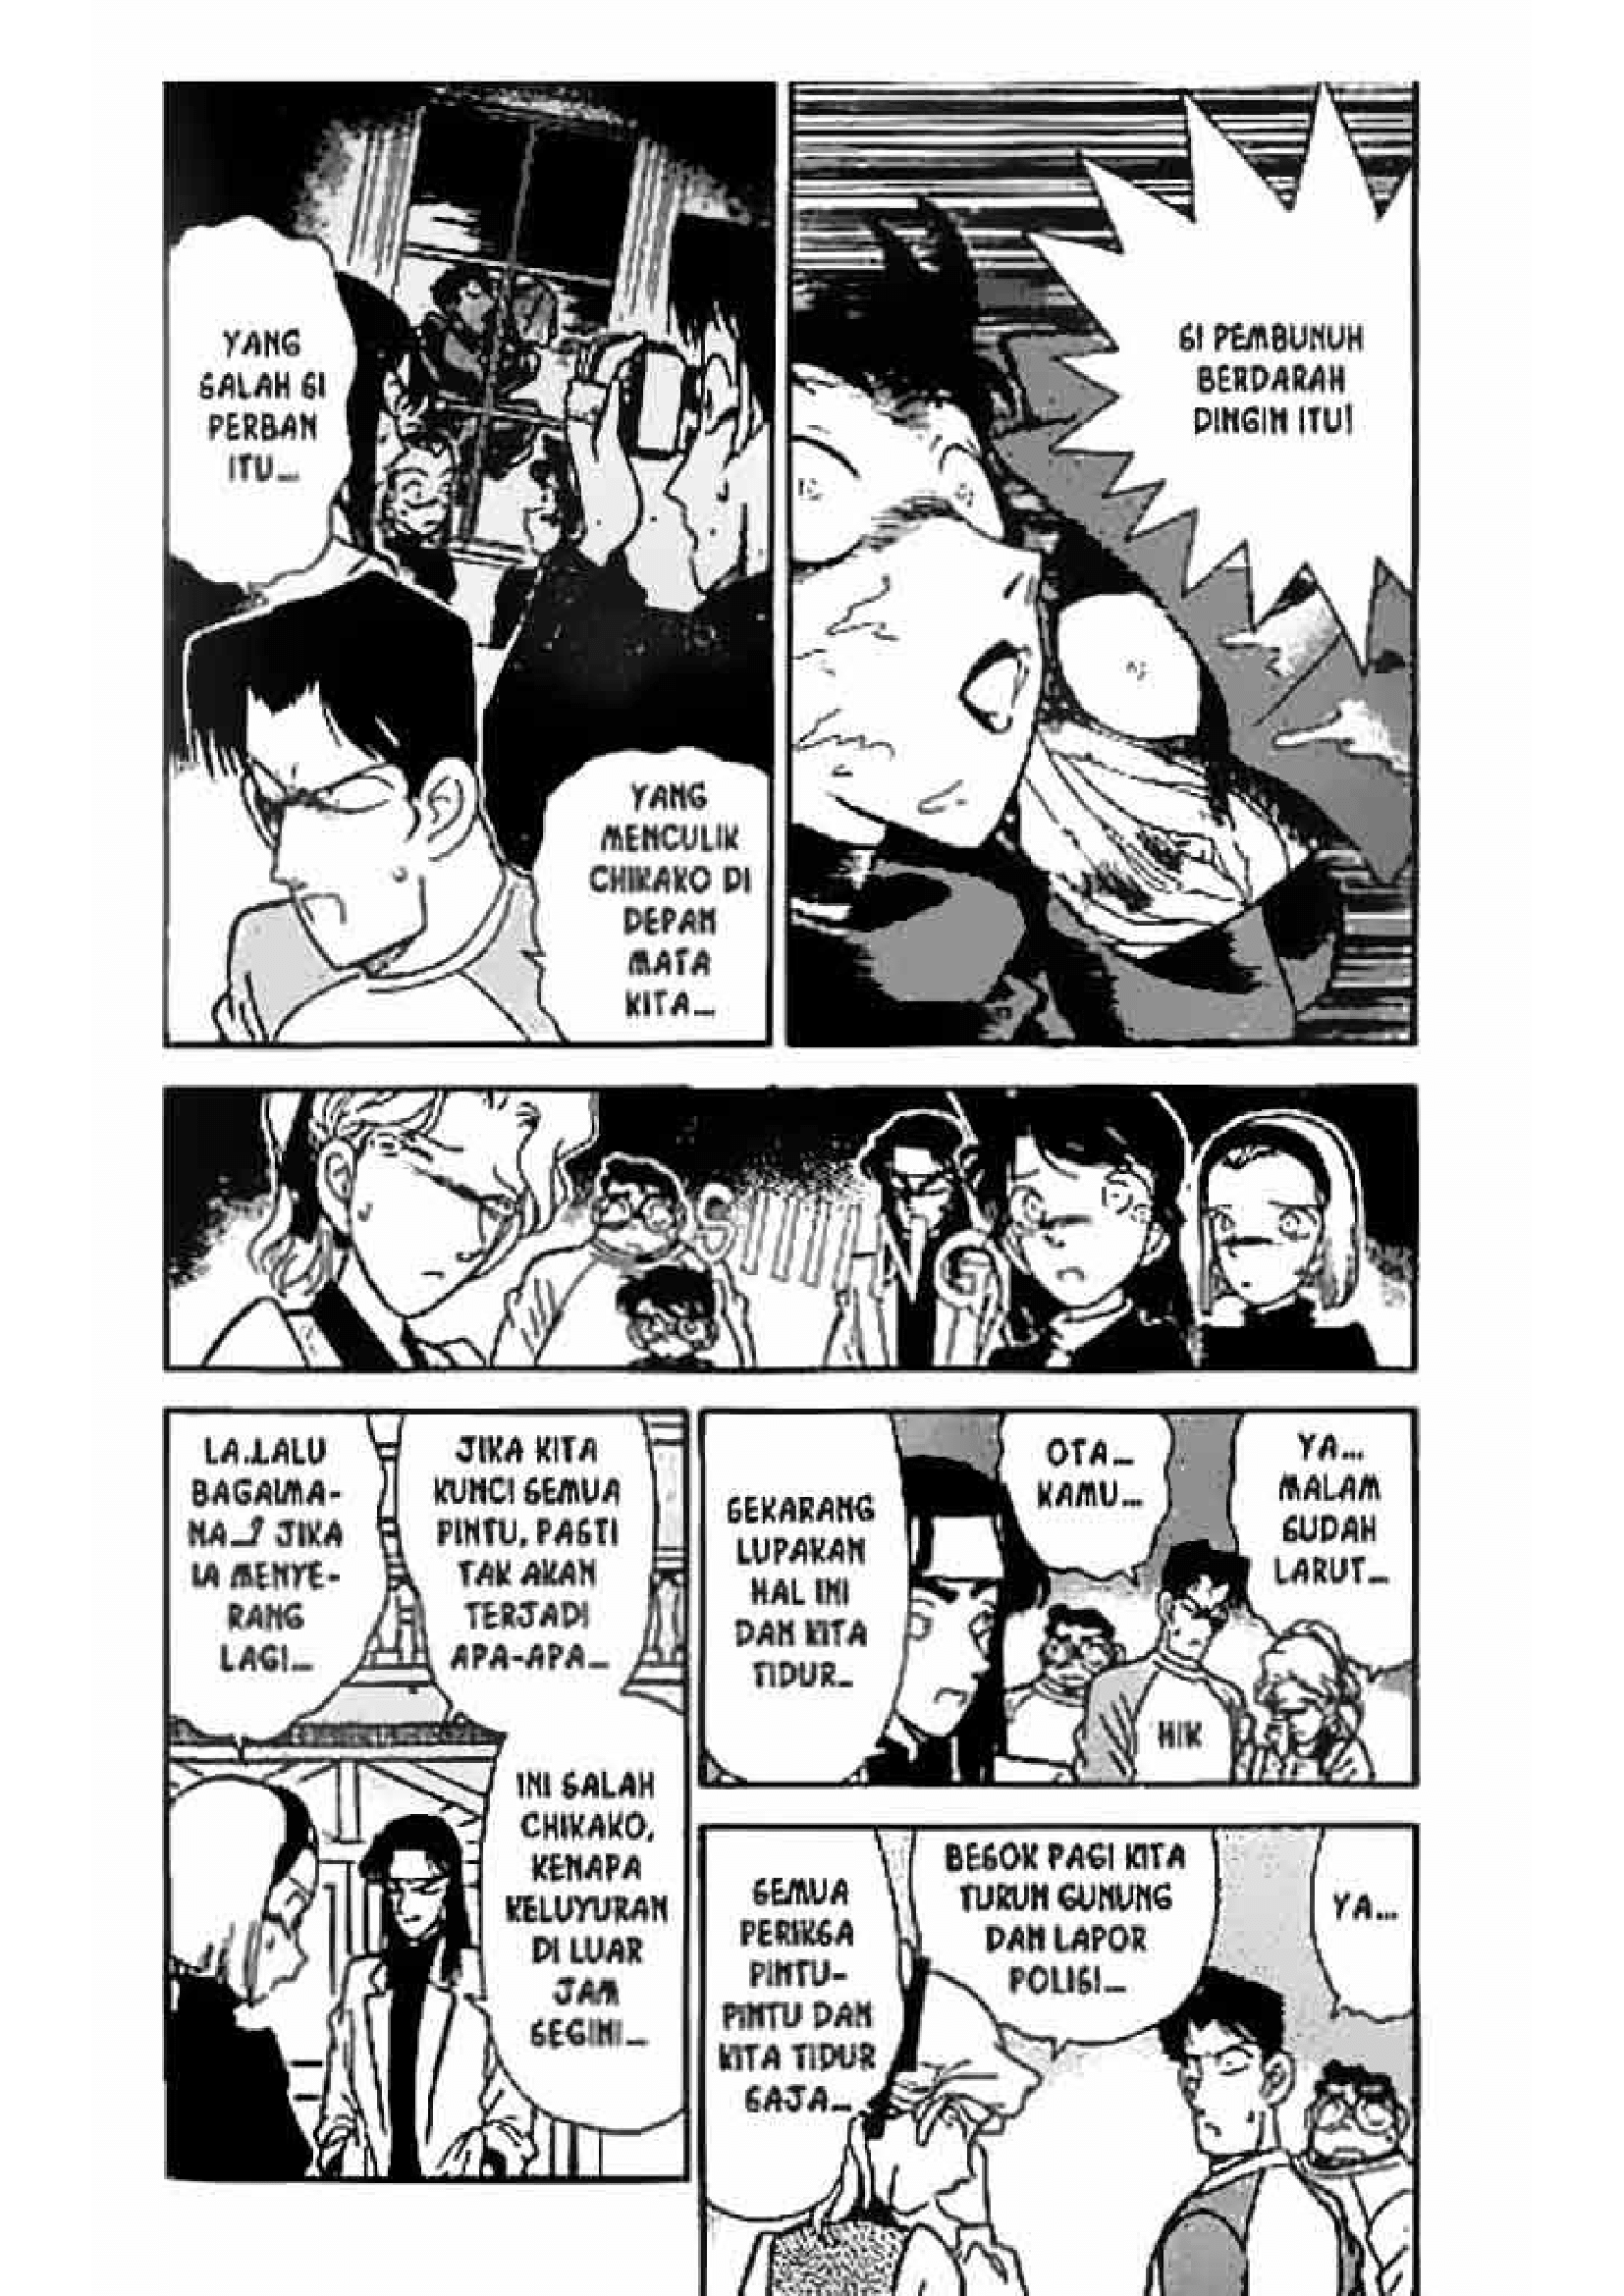 SI PEMBUNUH
BERDARAH
DINGIN ITU!
YANG
SALAH SI
PERBAN
ITU...
YANG
MENCULIK
CHIKAKO DI
DEPAN
MATA
KITA...
SIIIIING
YA...
MALAM
SUDAH
LARUT...
OTA...
KAMU...
SEKARANG
LUPAKAN
HAL INI
DAN KITA
TIDUR...
HIK
YA...
BESOK PAGI KITA
TURUN GUNUNG
DAN LAPOR
POLISI...
SEMUA
PERIKSA
PINTU-
PINTU DAN
KITA TIDUR
SAJA...
JIKA KITA
KUNCI SEMUA
PINTU, PASTI
TAK AKAN
TERJADI
APA-APA...
LA..LALU
BAGAIMA-
NA...? JIKA
IA MENYE-
RANG
LAGI...
INI SALAH
CHIKAKO,
KENAPA
KELUYURAN
DI LUAR
JAM
SEGINI...